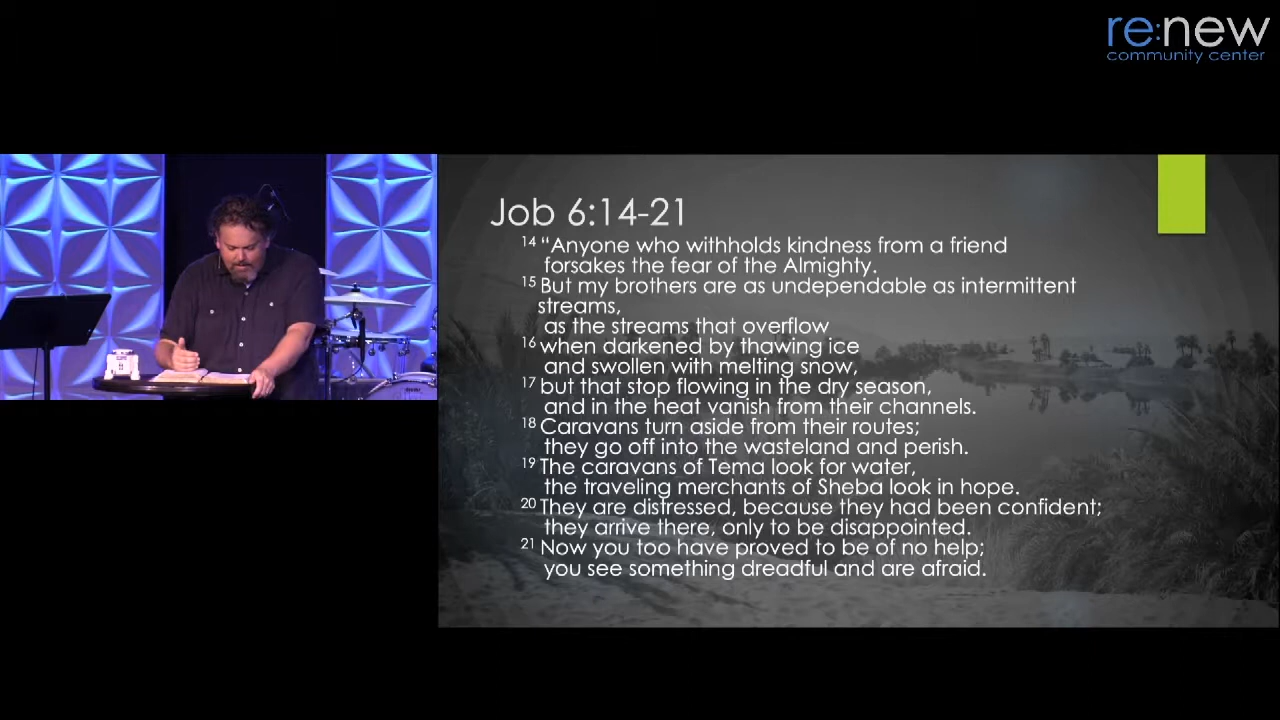 re:new
community center
Job 6:14-21
14 “Anyone who withholds kindness from a friend
forsakes the fear of the Almighty.
15 But my brothers are as undependable as intermittent
streams,
as the streams that overflow
16 when darkened by thawing ice
and swollen with melting snow,
17 but that stop flowing in the dry season,
and in the heat vanish from their channels.
18 Caravans turn aside from their routes;
they go off into the wasteland and perish.
19 The caravans of Tema look for water,
the traveling merchants of Sheba look in hope.
20 They are distressed, because they had been confident;
they arrive there, only to be disappointed.
21 Now you too have proved to be of no help;
you see something dreadful and are afraid.